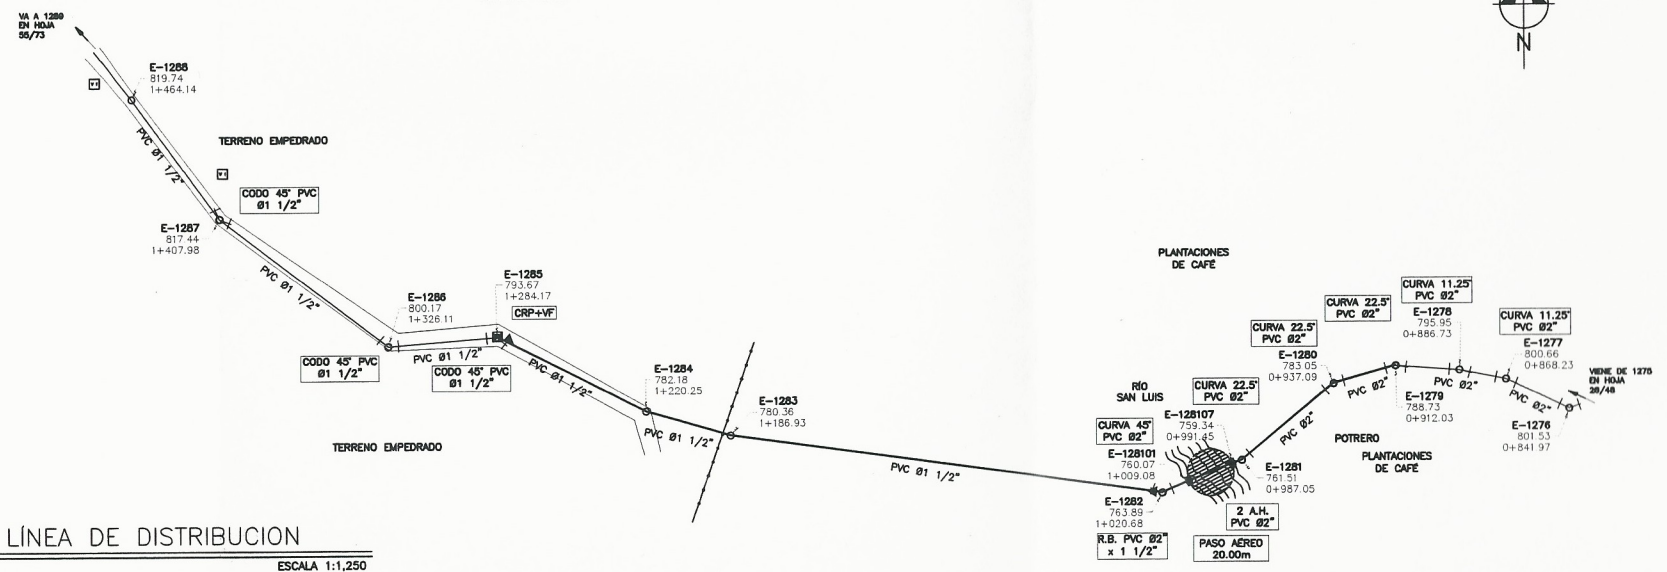 VA A 1289
EN HOJA
55/73
N
E-1288
819.74
1+464.14
PVC Ø1 1/2"
TERRENO EMPEDRADO
CODO 45° PVC
Ø1 1/2"
E-1287
817.44
1+407.98
PVC Ø1 1/2"
E-1286
800.17
1+326.11
E-1285
793.67
1+284.17
CRP+VF
CODO 45° PVC
Ø1 1/2"
PVC Ø1 1/2"
CODO 45° PVC
Ø1 1/2"
PVC Ø1 1/2"
E-1284
782.18
1+220.25
PVC Ø1 1/2"
E-1283
780.36
1+186.93
TERRENO EMPEDRADO
PVC Ø1 1/2"
PLANTACIONES
DE CAFÉ
RÍO
SAN LUIS
CURVA 45°
PVC Ø2"
E-128101
760.07
1+009.08
E-1282
763.89
1+020.68
R.B. PVC Ø2"
x 1 1/2"
CURVA 22.5°
PVC Ø2"
E-128107
759.34
0+991.45
E-1281
761.51
0+987.05
2 A.H.
PVC Ø2"
PASO AÉREO
20.00m
PVC Ø2"
CURVA 22.5°
PVC Ø2"
E-1280
783.05
0+937.09
PVC Ø2"
CURVA 22.5°
PVC Ø2"
E-1279
788.73
0+912.03
POTRERO
PLANTACIONES
DE CAFÉ
CURVA 11.25°
PVC Ø2"
E-1278
795.95
0+886.73
PVC Ø2"
CURVA 11.25°
PVC Ø2"
E-1277
800.66
0+868.23
PVC Ø2"
VIENE DE 1275
EN HOJA
E-1276
801.53
0+841.97
LÍNEA DE DISTRIBUCION
ESCALA 1:1,250